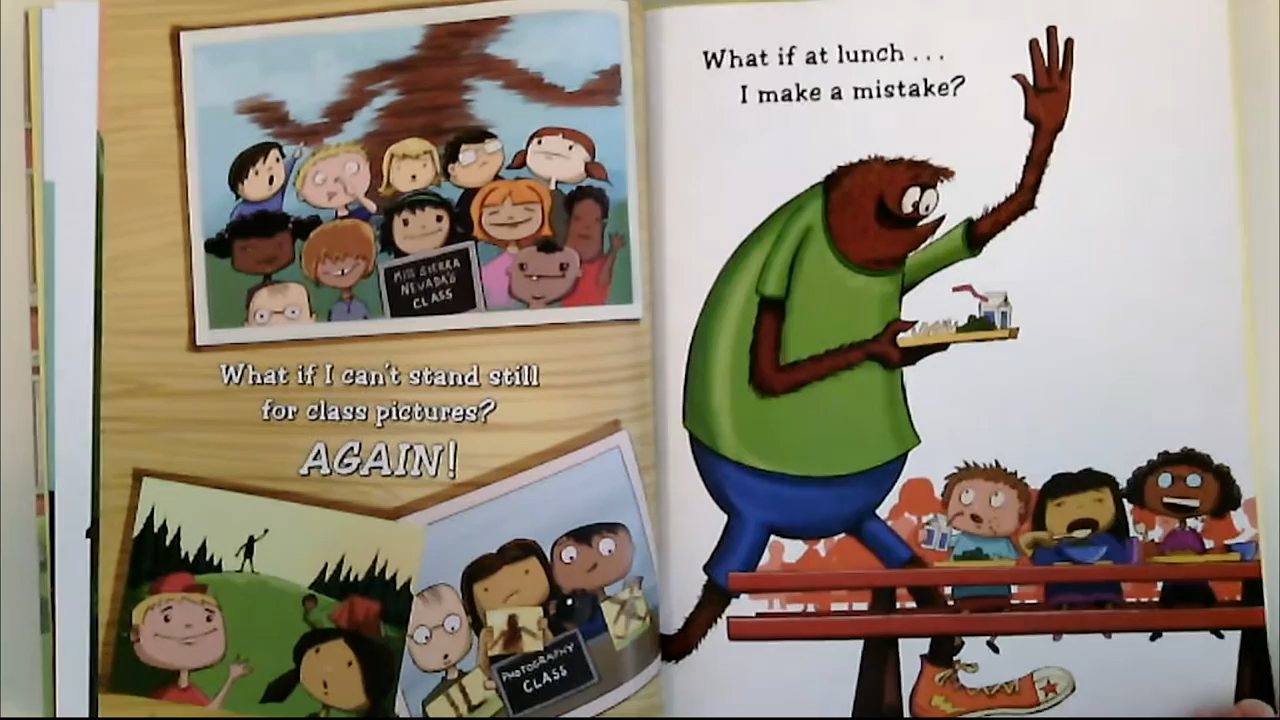 MISS SIERRA
NEVADA'S
CLASS
What if I can't stand still
for class pictures?
AGAIN!
PHOTOGRAPHY
CLASS
What if at lunch . . .
I make a mistake?